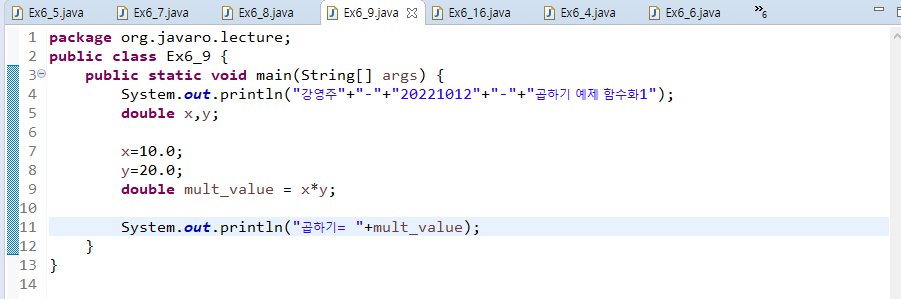 Ex6_5.java Ex6_7.java Ex6_8.java Ex6_9.java Ex6_16.java Ex6_4.java Ex6_6.java »6
1 package org.javaro.lecture;
2 public class Ex6_9 {
3 public static void main(String[] args) {
4 System.out.println("강영주"+"-"+"20221012"+"-"+"곱하기 예제 함수화1");
5 double x,y;
6
7 x=10.0;
8 y=20.0;
9 double mult_value = x*y;
10
11 System.out.println("곱하기= "+mult_value);
12 }
13 }
14